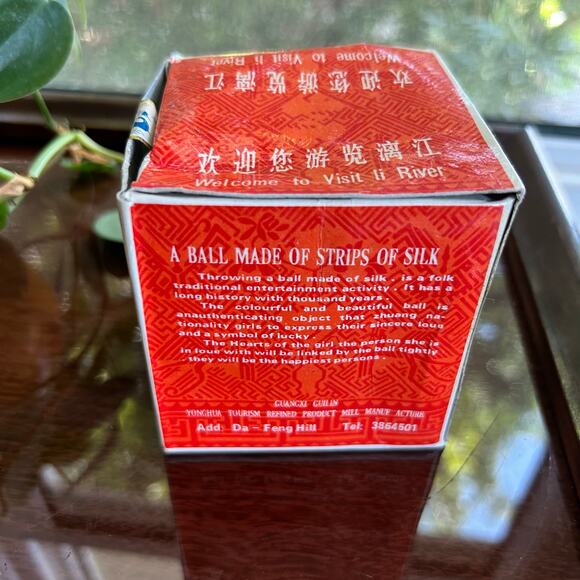 Welcome to Visit li River
欢迎您游览漓江
欢迎您游览漓江
Welcome to Visit li River
A BALL MADE OF STRIPS OF SILK
Throwing a ball made of silk . is a folk
traditional entertainment activity . It has a
long history with thousand years .
The colourful and beautiful ball is
anauthenticating object that zhuang na-
tionality girls to express their sincere loue
and a symbol of lucky .
The Hearts of the girl the person she is
in loue with will be linked by the ball tightly
they will be the happiest persons .
GUANGXI GUILIN
YONGHUA TOURISM REFINED PRODUCT MILL MANUF ACTURE
Add: Da - Feng Hill Tel: 3864501